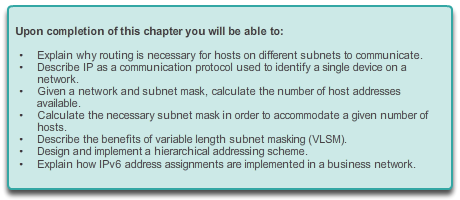 Upon completion of this chapter you will be able to:
• Explain why routing is necessary for hosts on different subnets to communicate.
• Describe IP as a communication protocol used to identify a single device on a
network.
• Given a network and subnet mask, calculate the number of host addresses
available.
• Calculate the necessary subnet mask in order to accommodate a given number of
hosts.
• Describe the benefits of variable length subnet masking (VLSM).
• Design and implement a hierarchical addressing scheme.
• Explain how IPv6 address assignments are implemented in a business network.